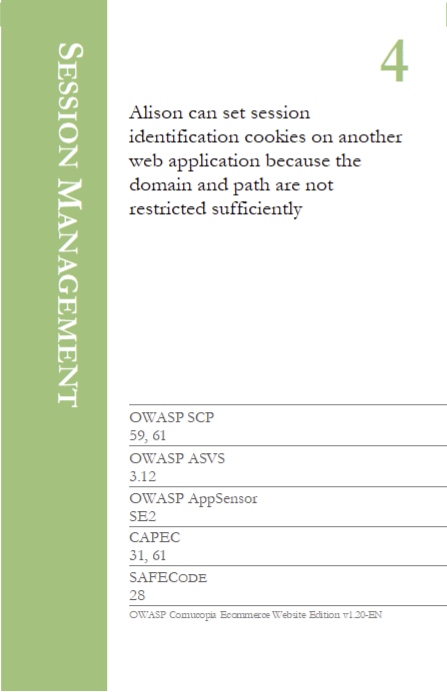 SESSION MANAGEMENT
4
Alison can set session
identification cookies on another
web application because the
domain and path are not
restricted sufficiently
OWASP SCP
59, 61
OWASP ASVS
3.12
OWASP AppSensor
SE2
CAPEC
31, 61
SAFECODE
28
OWASP Cornucopia Ecommerce Website Edition v1.20-EN